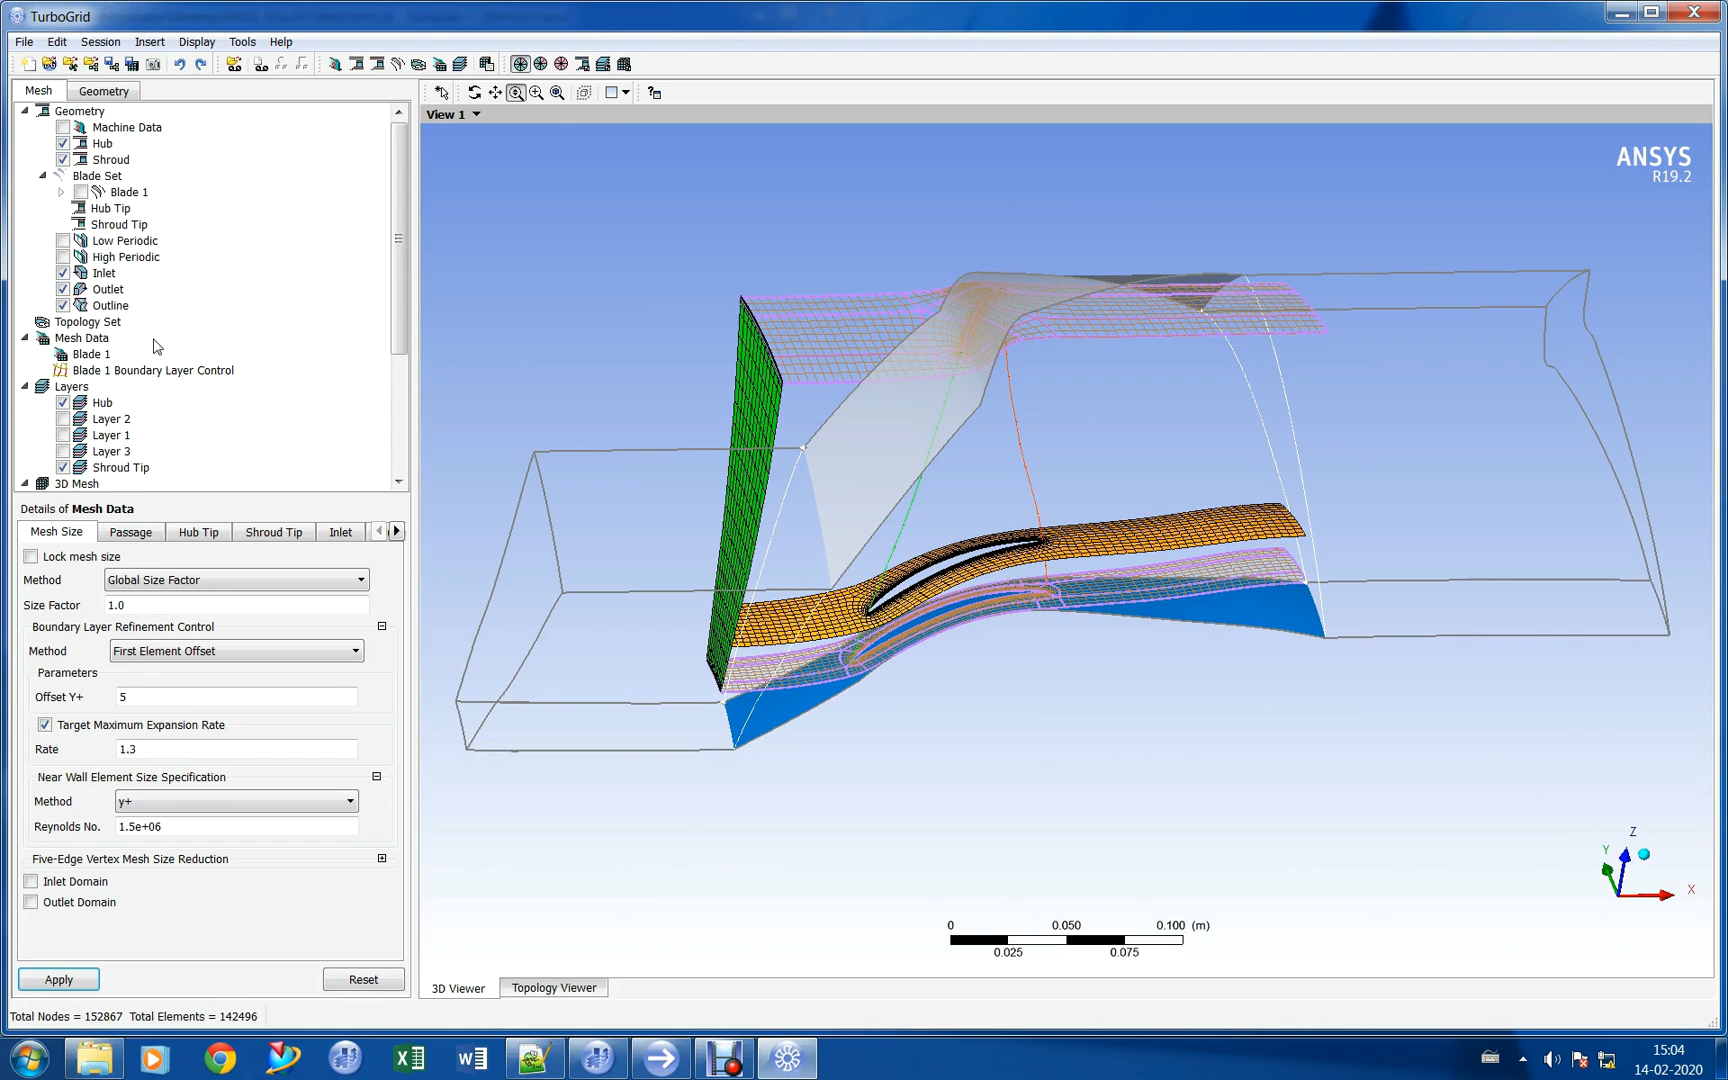 TurboGrid
File Edit Session Insert Display Tools Help
Mesh Geometry
View 1
Geometry
Machine Data
Hub
Shroud
Blade Set
Blade 1
Hub Tip
Shroud Tip
Low Periodic
High Periodic
Inlet
Outlet
Outline
Topology Set
Mesh Data
Blade 1
Blade 1 Boundary Layer Control
Layers
Hub
Layer 2
Layer 1
Layer 3
Shroud Tip
3D Mesh
Details of Mesh Data
Mesh Size Passage Hub Tip Shroud Tip Inlet
Lock mesh size
Method Global Size Factor
Size Factor 1.0
Boundary Layer Refinement Control
Method First Element Offset
Parameters
Offset Y+ 5
Target Maximum Expansion Rate
Rate 1.3
Near Wall Element Size Specification
Method y+
Reynolds No. 1.5e+06
Five-Edge Vertex Mesh Size Reduction
Inlet Domain
Outlet Domain
Apply Reset
ANSYS
R19.2
Z
Y
X
0 0.050 0.100 (m)
0.025 0.075
3D Viewer Topology Viewer
Total Nodes = 152867 Total Elements = 142496
15:04
14-02-2020